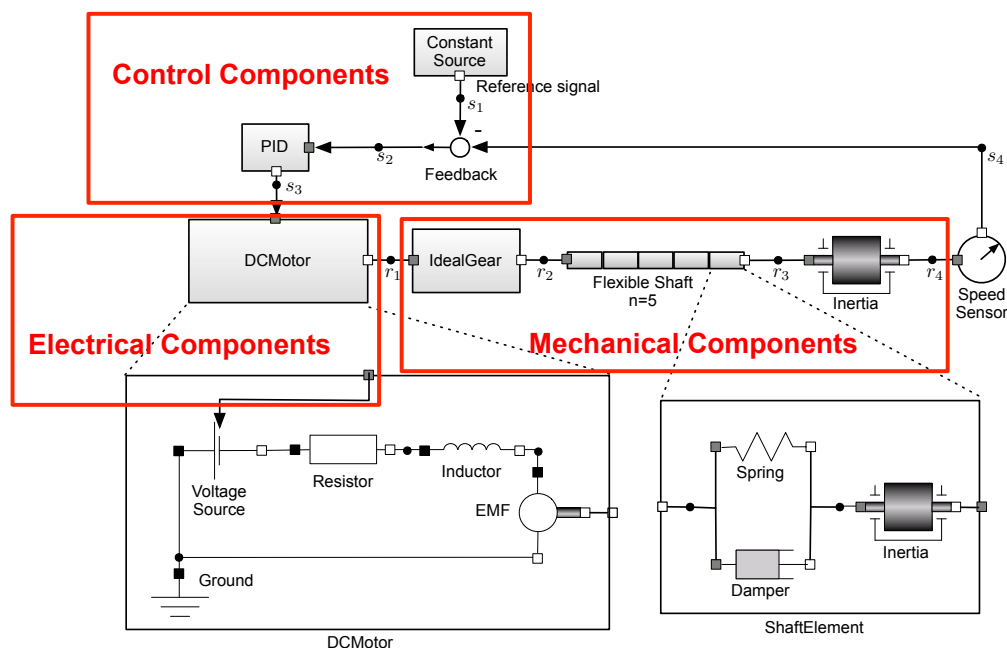 Constant
Source
Control Components
Reference signal
s1
-
PID
s2
Feedback
s4
s3
DCMotor
r1
IdealGear
r2
Flexible Shaft
n=5
r3
Inertia
r4
Speed
Sensor
Electrical Components
Mechanical Components
Voltage
Source
Resistor
Inductor
EMF
Ground
DCMotor
Spring
Damper
Inertia
ShaftElement